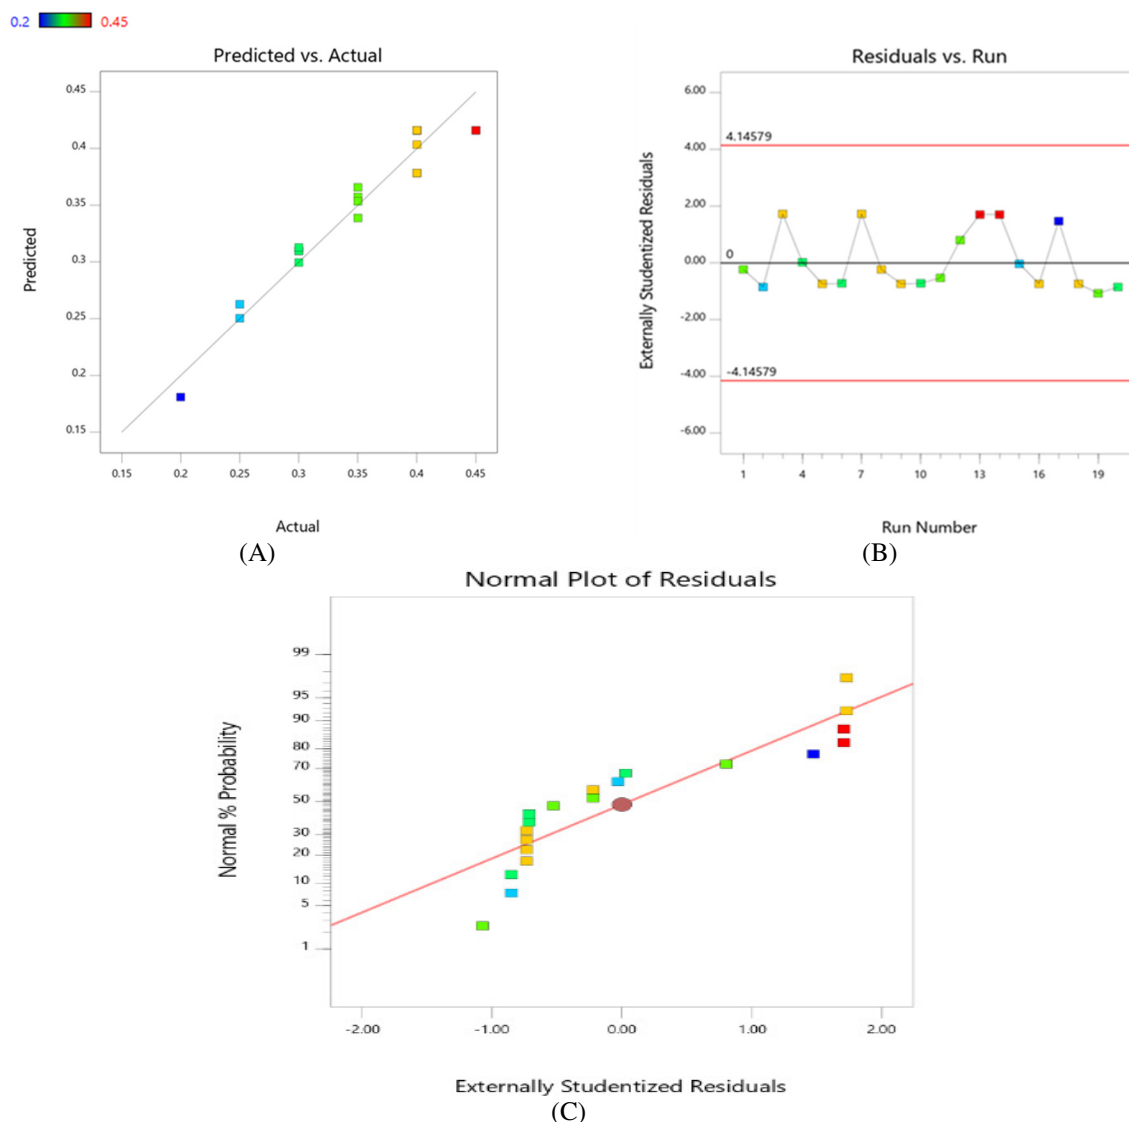 0.2 0.45
Predicted vs. Actual
0.45
0.4
0.35
0.3
0.25
0.2
0.15
Predicted
0.15 0.2 0.25 0.3 0.35 0.4 0.45
Actual
(A)
Residuals vs. Run
6.00
4.00
2.00
0.00
-2.00
-4.00
-6.00
4.14579
0
-4.14579
Externally Studentized Residuals
1 4 7 10 13 16 19
Run Number
(B)
Normal Plot of Residuals
99
95
90
80
70
50
30
20
10
5
1
Normal % Probability
-2.00 -1.00 0.00 1.00 2.00
Externally Studentized Residuals
(C)